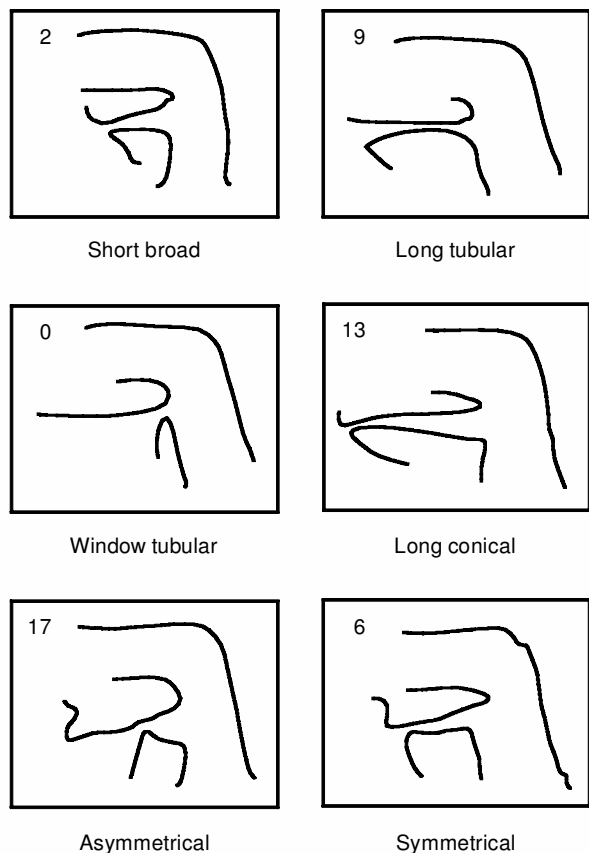 2
9
Short broad
Long tubular
0
13
Window tubular
Long conical
17
6
Asymmetrical
Symmetrical